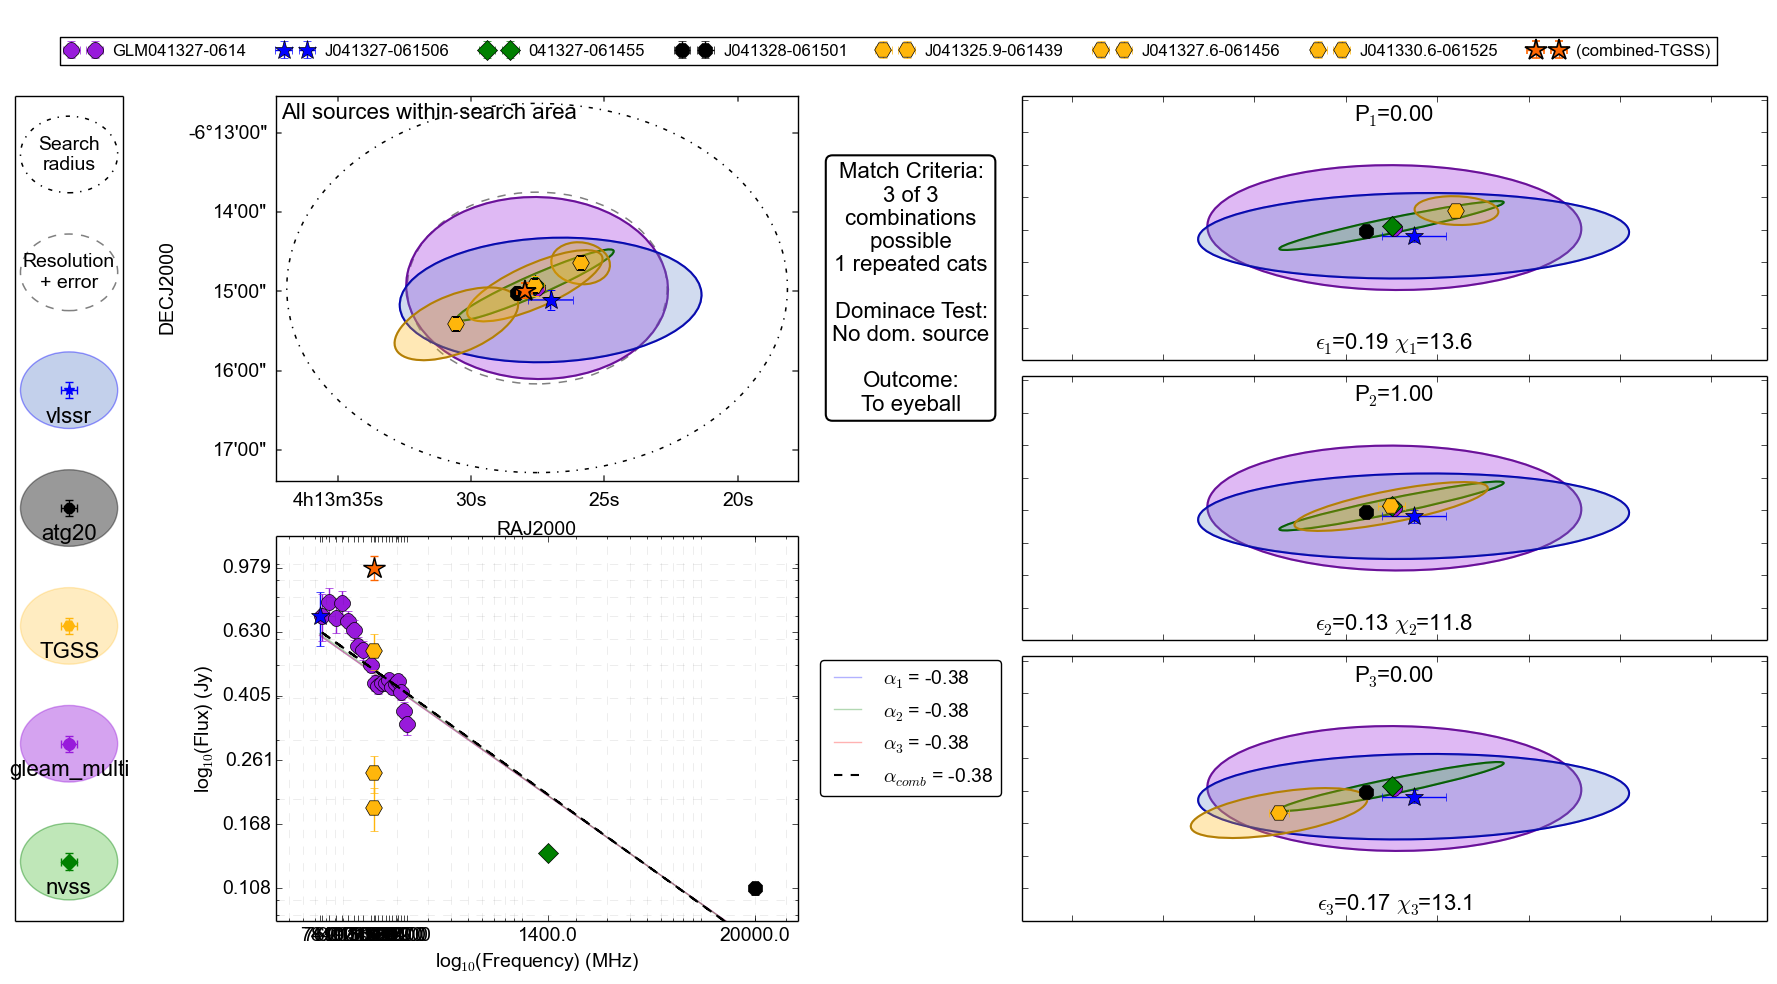 GLM041327-0614 J041327-061506 041327-061455 J041328-061501 J041325.9-061439 J041327.6-061456 J041330.6-061525 (combined-TGSS)
Search
radius
Resolution
+ error
vlssr
atg20
TGSS
gleam_multi
nvss
All sources within search area
-6°13'00"
14'00"
15'00"
16'00"
17'00"
DECJ2000
4h13m35s 30s 25s 20s
RAJ2000
0.979
0.630
0.405
0.261
0.168
0.108
log10(Flux) (Jy)
1400.0 20000.0
log10(Frequency) (MHz)
Match Criteria:
3 of 3
combinations
possible
1 repeated cats
Dominace Test:
No dom. source
Outcome:
To eyeball
α1 = -0.38
α2 = -0.38
α3 = -0.38
αcomb = -0.38
P1=0.00
ϵ1=0.19 χ1=13.6
P2=1.00
ϵ2=0.13 χ2=11.8
P3=0.00
ϵ3=0.17 χ3=13.1